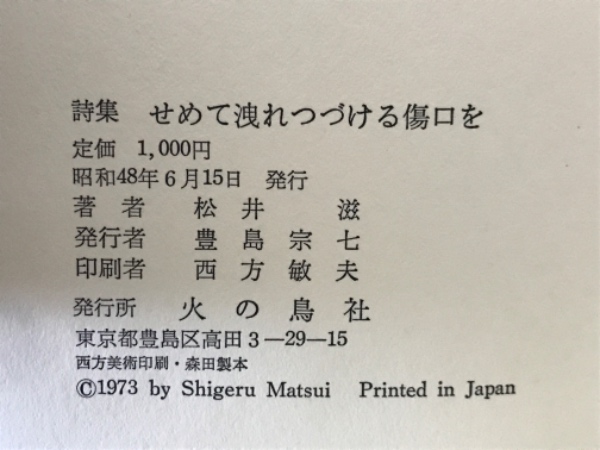 詩集 せめて洩れつづける傷口を
定価 1,000円
昭和48年6月15日 発行
著者 松井 滋
発行者 豊島宗七
印刷者 西方敏夫
発行所 火の鳥社
東京都豊島区高田3―29―15
西方美術印刷・森田製本
©1973 by Shigeru Matsui Printed in Japan